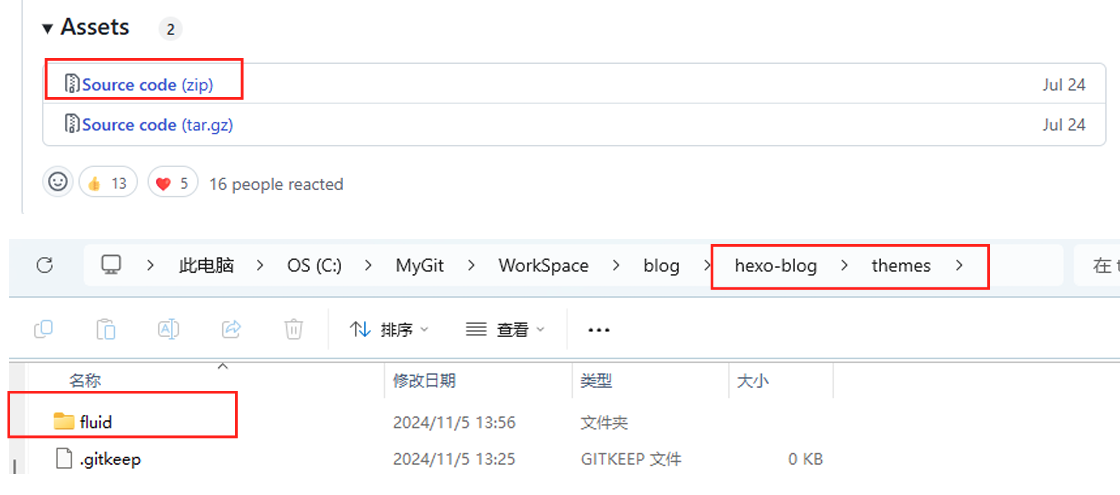 Assets 2
Source code (zip) Jul 24
Source code (tar.gz) Jul 24
13 5 16 people reacted
此电脑 > OS (C:) > MyGit > WorkSpace > blog > hexo-blog > themes > 在
排序 查看 ...
名称 修改日期 类型 大小
fluid 2024/11/5 13:56 文件夹
.gitkeep 2024/11/5 13:25 GITKEEP 文件 0 KB